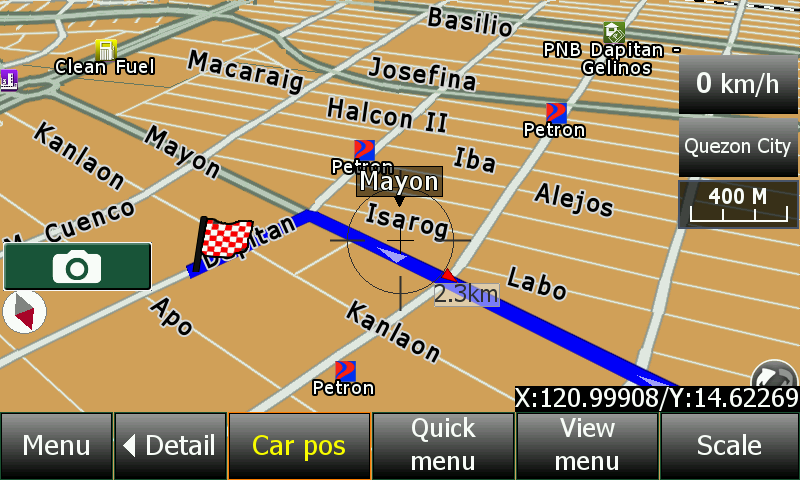 Basilio
PNB Dapitan -
Gelinos
Clean Fuel
Macaraig
Josefina
0 km/h
Halcon II
Petron
Kanlaon
Mayon
Quezon City
Petron
Iba
Mayon
Alejos
400 M
M. Cuenco
Isarog
Dapitan
Labo
2.3km
Apo
Kanlaon
Petron
X:120.99908/Y:14.62269
Menu
Detail
Car pos
Quick
menu
View
menu
Scale